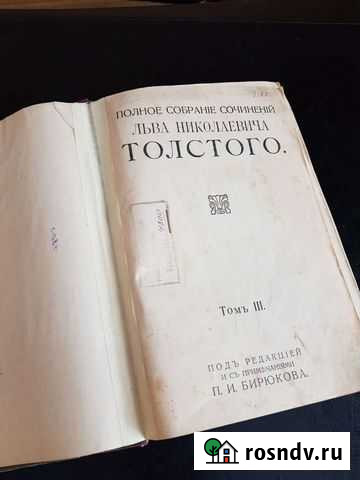 ПОЛНОЕ СОБРАНІЕ СОЧИНЕНІЙ
ЛЬВА НИКОЛАЕВИЧА
ТОЛСТОГО.
Томъ III.
ПОДЪ РЕДАКЦІЕЙ
И СЪ ПРИМѢЧАНІЯМИ
П. И. БИРЮКОВА.
rosndv.ru